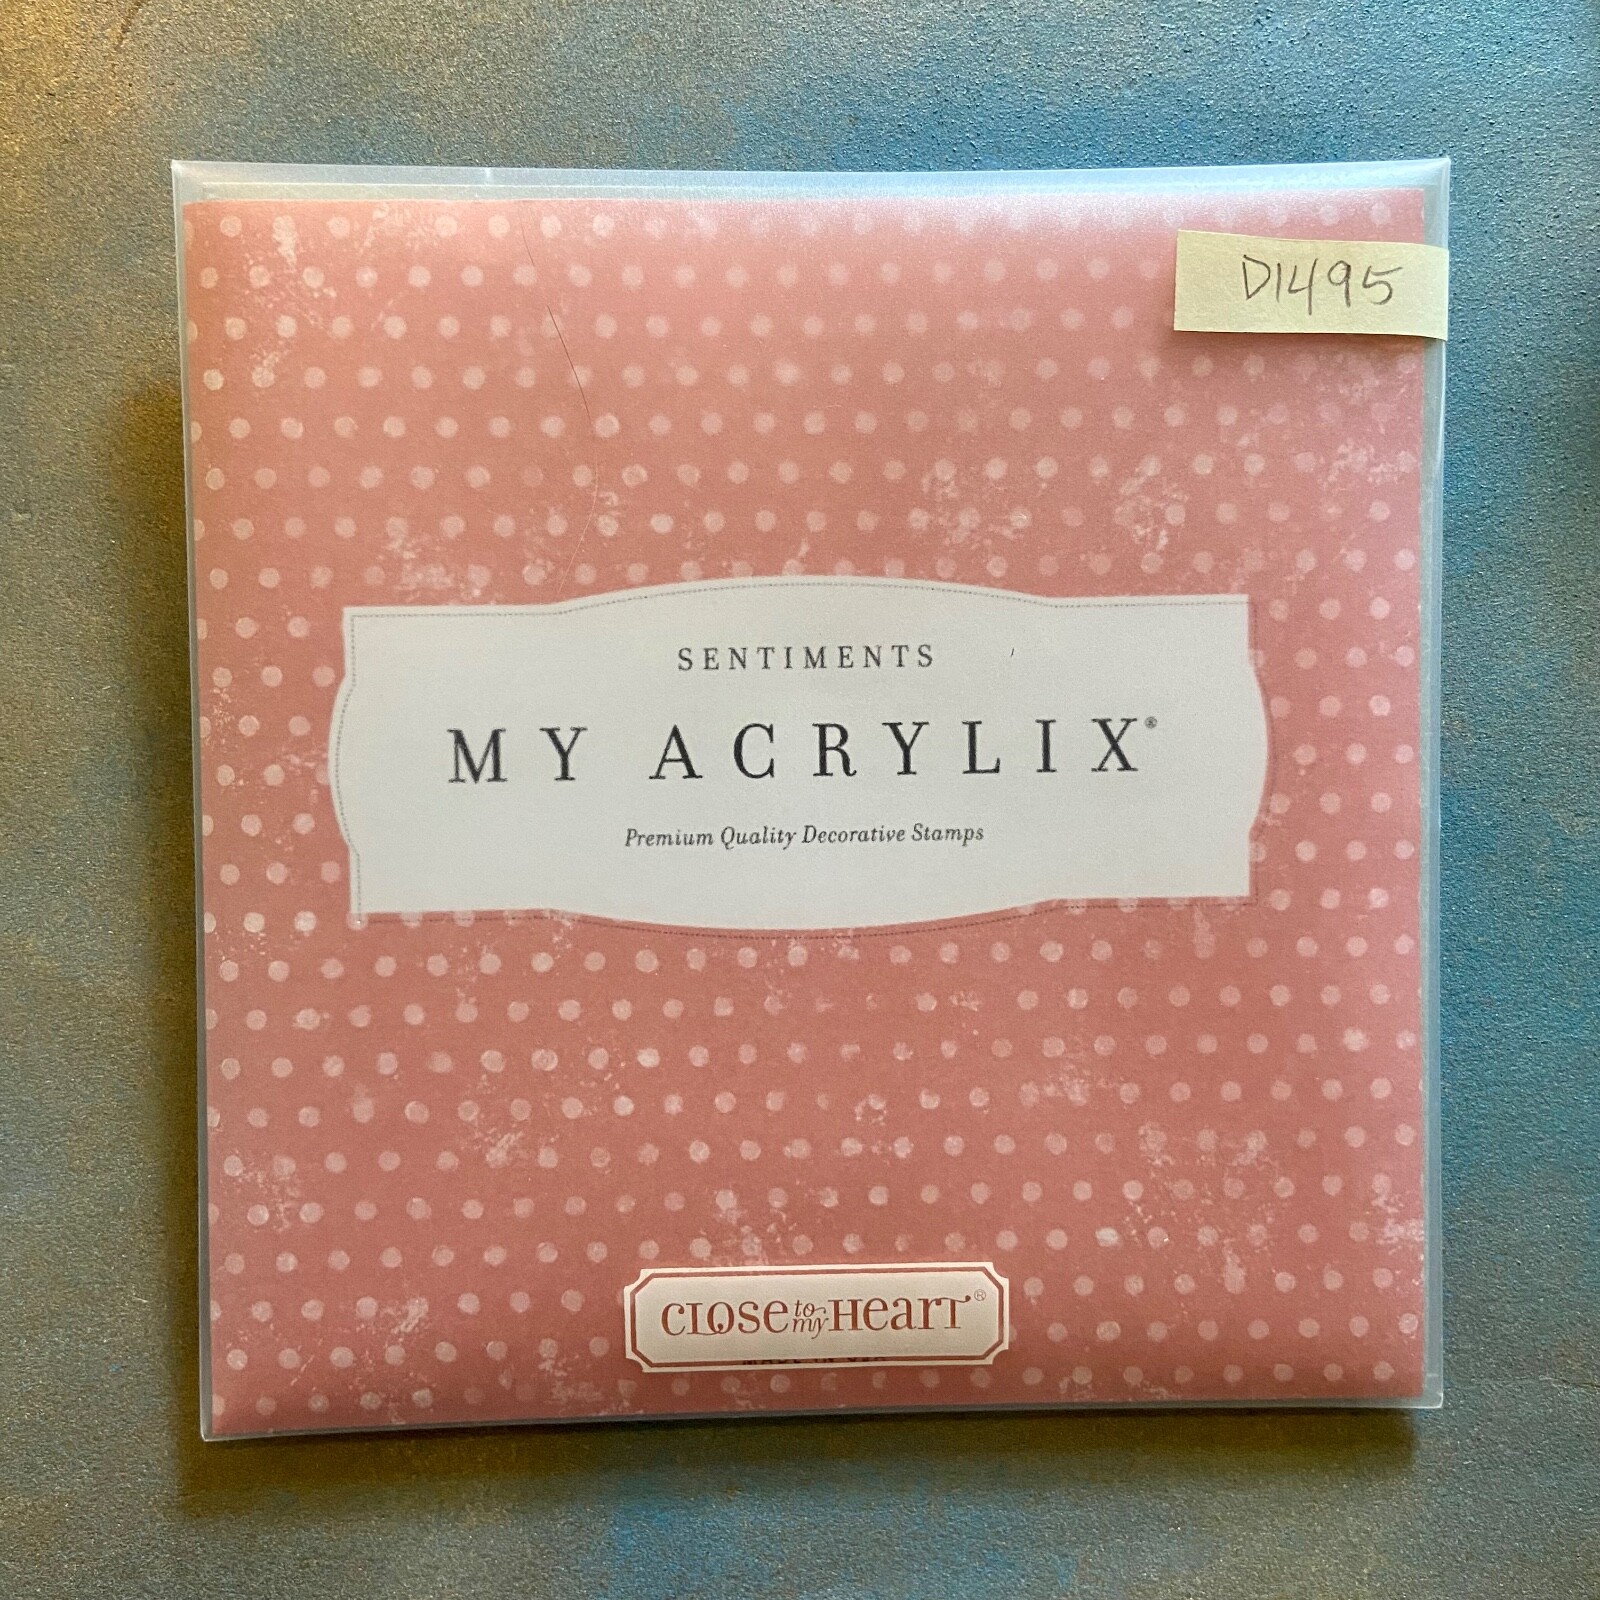 D1495
SENTIMENTS
MY ACRYLIX®
Premium Quality Decorative Stamps
CLOSE to my HEART®